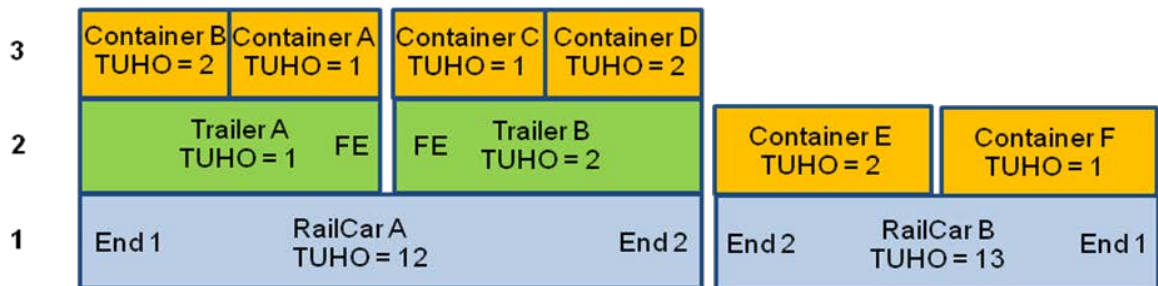 3
Container B
TUHO = 2
Container A
TUHO = 1
Container C
TUHO = 1
Container D
TUHO = 2
2
Trailer A
TUHO = 1
FE
FE
Trailer B
TUHO = 2
Container E
TUHO = 2
Container F
TUHO = 1
1
End 1
RailCar A
TUHO = 12
End 2
End 2
RailCar B
TUHO = 13
End 1